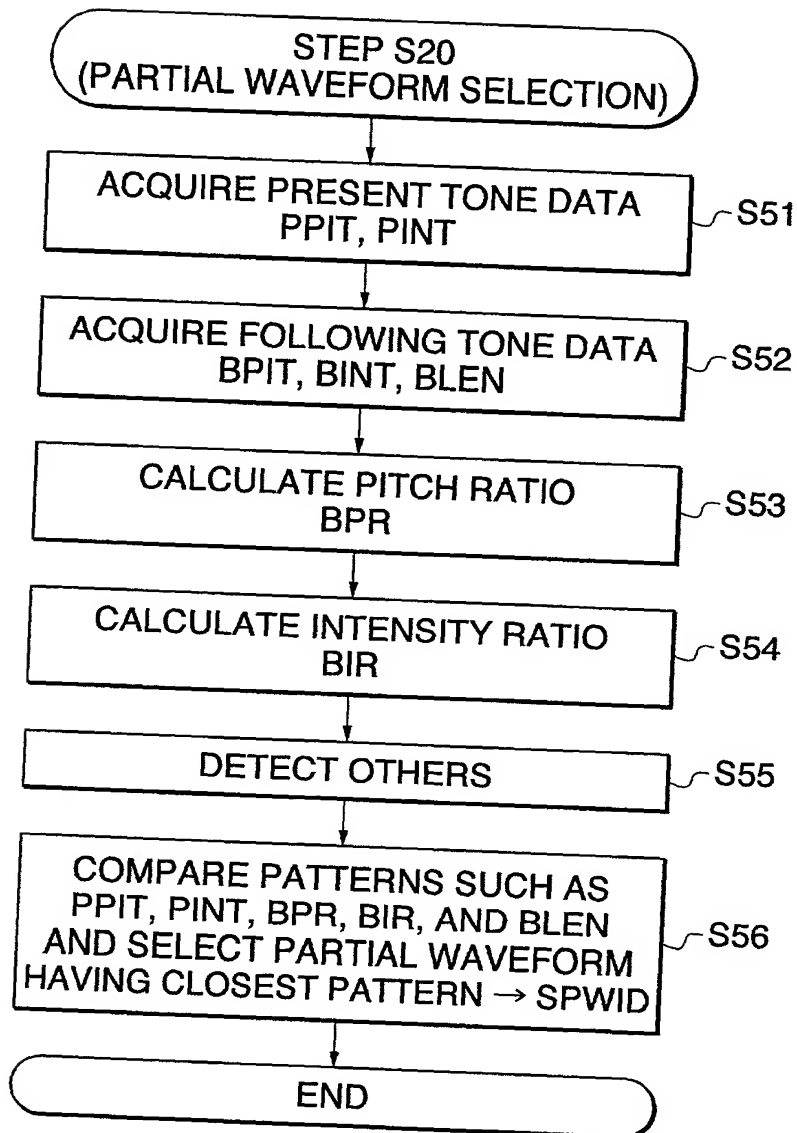 STEP S20
(PARTIAL WAVEFORM SELECTION)
ACQUIRE PRESENT TONE DATA
PPIT, PINT
S51
ACQUIRE FOLLOWING TONE DATA
BPIT, BINT, BLEN
S52
CALCULATE PITCH RATIO
BPR
S53
CALCULATE INTENSITY RATIO
BIR
S54
DETECT OTHERS
S55
COMPARE PATTERNS SUCH AS
PPIT, PINT, BPR, BIR, AND BLEN
AND SELECT PARTIAL WAVEFORM
HAVING CLOSEST PATTERN → SPWID
S56
END